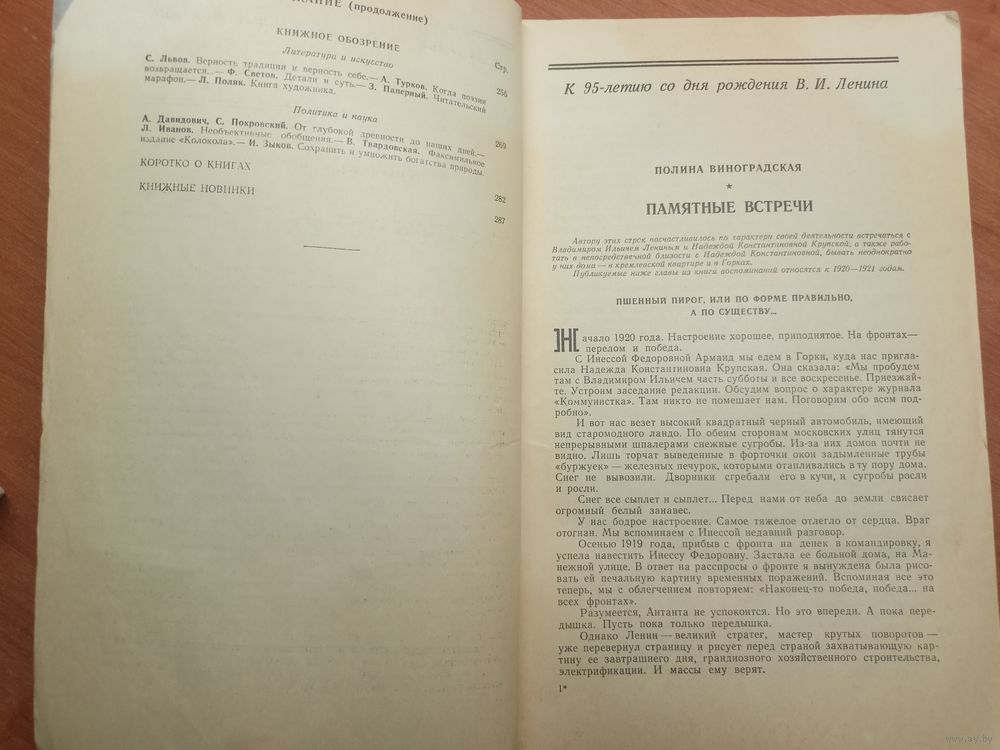 АНИЕ (продолжение)
КНИЖНОЕ ОБОЗРЕНИЕ
Литература и искусство
Стр.
С. Львов. Верность традиции и верность себе.— А. Турков. Когда поэзия
возвращается...— Ф. Светов. Детали и суть.— З. Паперный. Читательский
марафон.— Л. Поляк. Книга художника.
256
Политика и наука
А. Давидович, С. Покровский. От глубокой древности до наших дней.—
Л. Иванов. Необъективные обобщения.— В. Твардовская. Факсимильное
издание «Колокола».— И. Зыков. Сохранить и умножить богатства природы.
269
КОРОТКО О КНИГАХ
282
КНИЖНЫЕ НОВИНКИ
287
К 95-летию со дня рождения В. И. Ленина
ПОЛИНА ВИНОГРАДСКАЯ
★
ПАМЯТНЫЕ ВСТРЕЧИ
Автору этих строк посчастливилось по характеру своей деятельности встречаться с
Владимиром Ильичем Лениным и Надеждой Константиновной Крупской, а также рабо-
тать в непосредственной близости с Надеждой Константиновной, бывать неоднократно
у них дома — в кремлевской квартире и в Горках.
Публикуемые ниже главы из книги воспоминаний относятся к 1920—1921 годам.
ПШЕННЫЙ ПИРОГ, ИЛИ ПО ФОРМЕ ПРАВИЛЬНО,
А ПО СУЩЕСТВУ...
Начало 1920 года. Настроение хорошее, приподнятое. На фронтах—
перелом и победа.
С Инессой Федоровной Арманд мы едем в Горки, куда нас пригла-
сила Надежда Константиновна Крупская. Она сказала: «Мы пробудем
там с Владимиром Ильичем часть субботы и все воскресенье. Приезжай-
те. Устроим заседание редакции. Обсудим вопрос о характере журнала
«Коммунистка». Там никто не помешает нам. Поговорим обо всем под-
робно».
И вот нас везет высокий квадратный черный автомобиль, имеющий
вид старомодного ландо. По обеим сторонам московских улиц тянутся
непрерывными шпалерами снежные сугробы. Из-за них домов почти не
видно. Лишь торчат выведенные в форточки окон задымленные трубы
«буржуек» — железных печурок, которыми отапливались в ту пору дома.
Снег не вывозили. Дворники сгребали его в кучи, и сугробы росли
и росли.
Снег все сыплет и сыплет... Перед нами от неба до земли свисает
огромный белый занавес.
У нас бодрое настроение. Самое тяжелое отлегло от сердца. Враг
отогнан. Мы вспоминаем с Инессой недавний разговор.
Осенью 1919 года, прибыв с фронта на денек в командировку, я
успела навестить Инессу Федоровну. Застала ее больной дома, на Ма-
нежной улице. В ответ на расспросы о фронте я вынуждена была рисо-
вать ей печальную картину временных поражений. Вспоминая все это
теперь, мы с облегчением повторяем: «Наконец-то победа, победа... на
всех фронтах».
Разумеется, Антанта не успокоится. Но это впереди. А пока пере-
дышка. Пусть пока только передышка.
Однако Ленин — великий стратег, мастер крутых поворотов —
уже перевернул страницу и рисует перед страной захватывающую кар-
тину ее завтрашнего дня, грандиозного хозяйственного строительства,
электрификации. И массы ему верят.
1*
www.ay.by